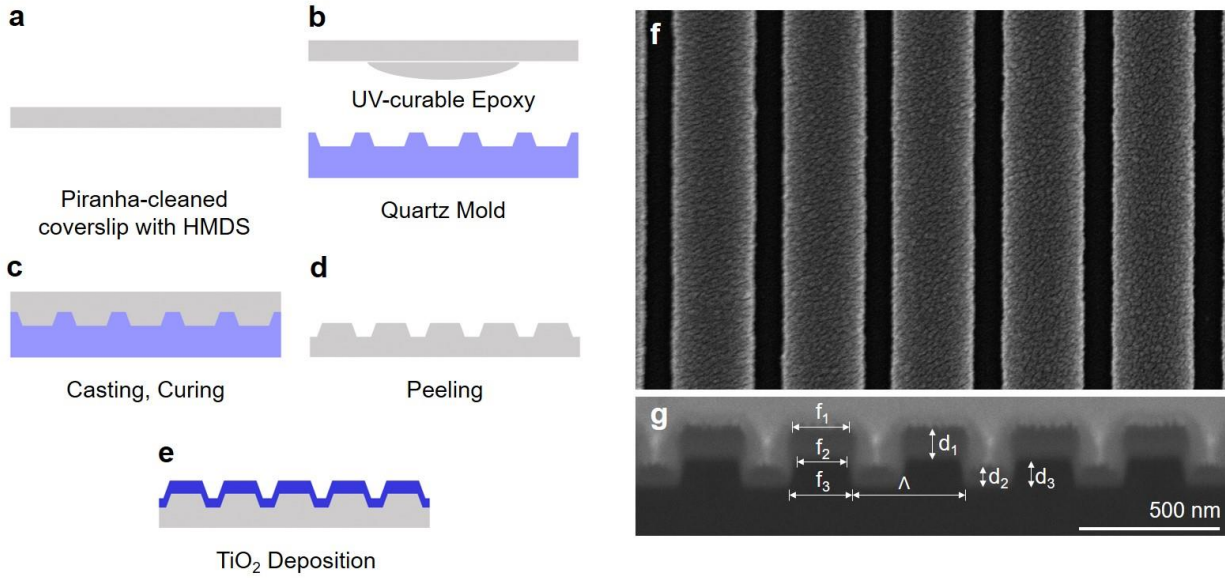 a
Piranha-cleaned
coverslip with HMDS
b
UV-curable Epoxy
Quartz Mold
c
Casting, Curing
d
Peeling
e
TiO₂ Deposition
f
g
f₁
f₂
f₃
Λ
d₁
d₂
d₃
500 nm